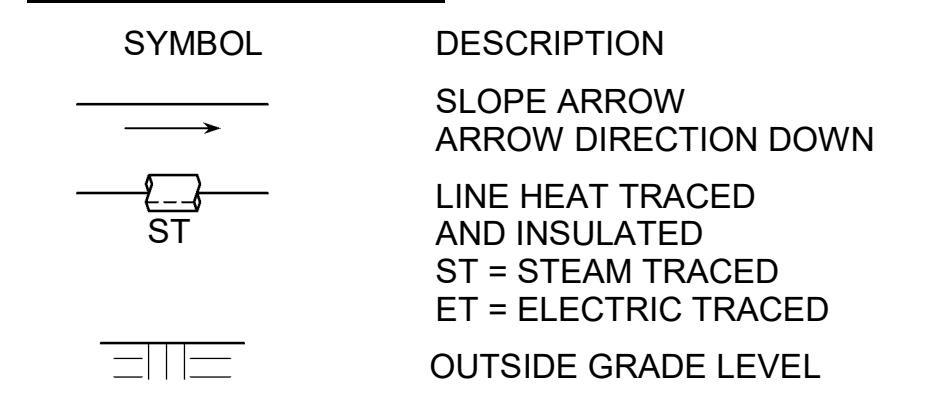 SYMBOL DESCRIPTION
SLOPE ARROW
ARROW DIRECTION DOWN
LINE HEAT TRACED
ST AND INSULATED
ST = STEAM TRACED
ET = ELECTRIC TRACED
OUTSIDE GRADE LEVEL